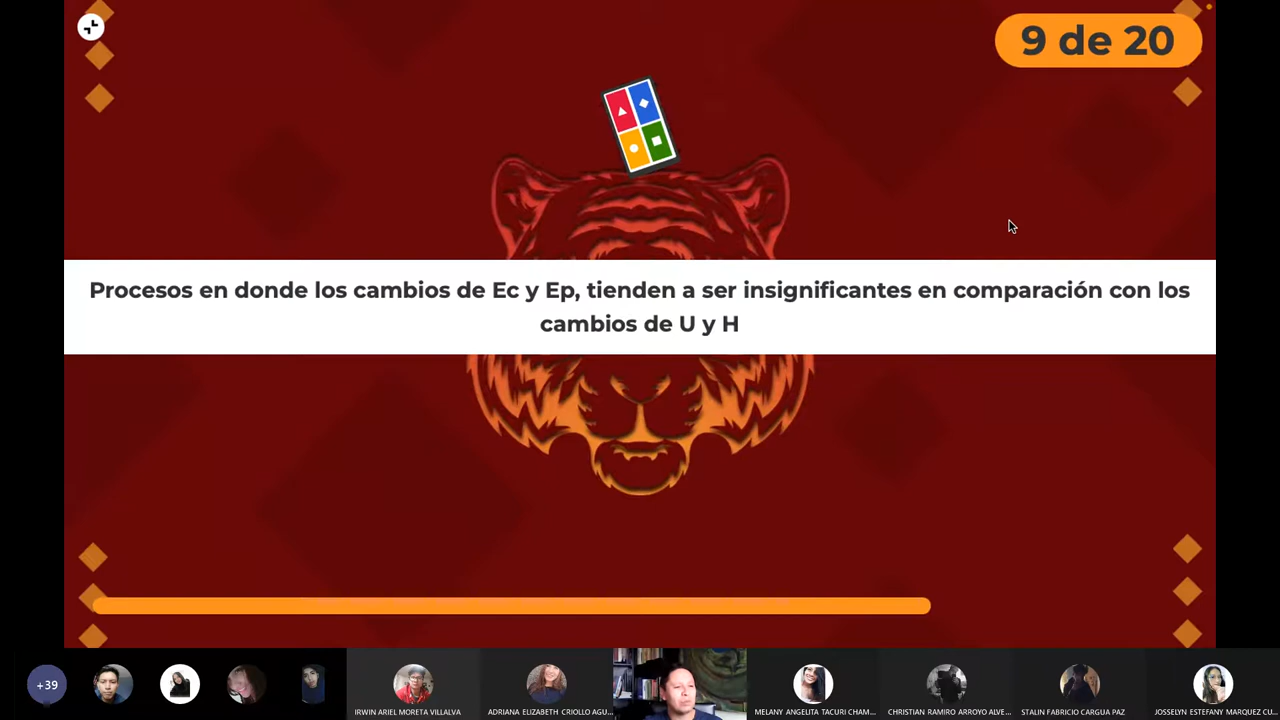 9 de 20
Procesos en donde los cambios de Ec y Ep, tienden a ser insignificantes en comparación con los
cambios de U y H
+39
IRWIN ARIEL MORETA VILLALVA
ADRIANA ELIZABETH CRIOLLO AGU...
MELANY ANGELITA TACURI CHAM...
CHRISTIAN RAMIRO ARROYO ALVE...
STALIN FABRICIO CARGUA PAZ
JOSSELYN ESTEFANY MARQUEZ CU...